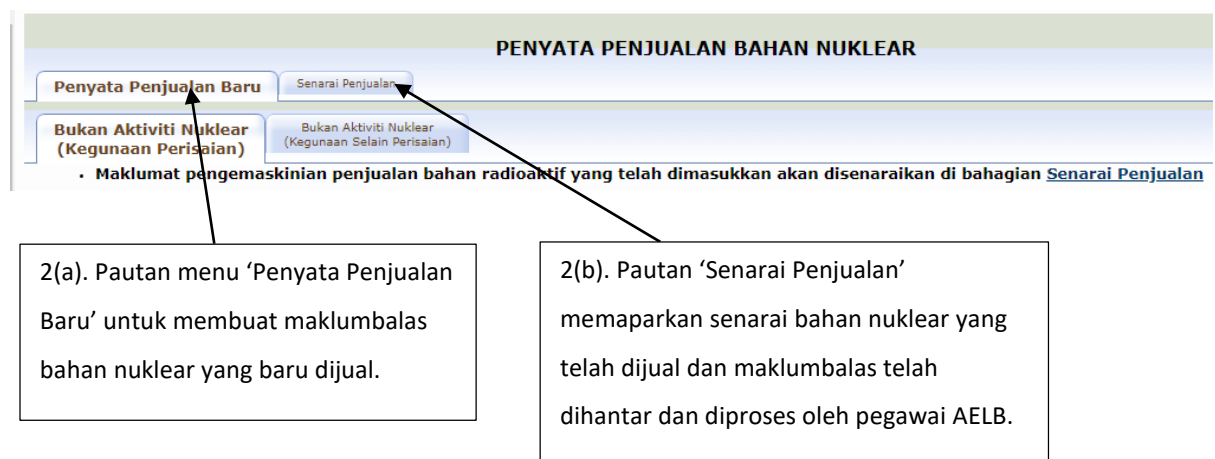 PENYATA PENJUALAN BAHAN NUKLEAR
Penyata Penjualan Baru
Senarai Penjualan
Bukan Aktiviti Nuklear
(Kegunaan Perisaian)
Bukan Aktiviti Nuklear
(Kegunaan Selain Perisaian)
• Maklumat pengemaskinian penjualan bahan radioaktif yang telah dimasukkan akan disenaraikan di bahagian Senarai Penjualan
2(a). Pautan menu ‘Penyata Penjualan
Baru’ untuk membuat maklumbalas
bahan nuklear yang baru dijual.
2(b). Pautan ‘Senarai Penjualan’
memaparkan senarai bahan nuklear yang
telah dijual dan maklumbalas telah
dihantar dan diproses oleh pegawai AELB.